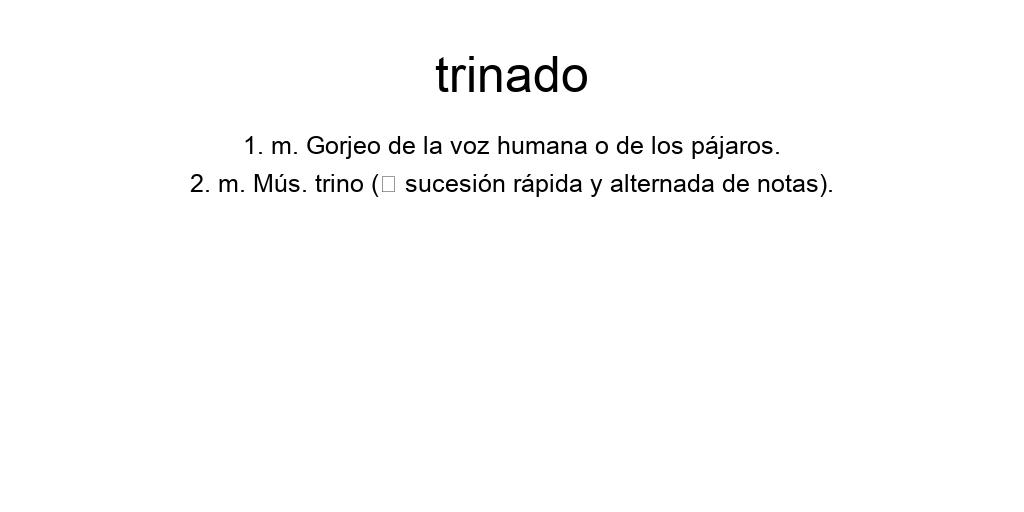 trinado
1. m. Gorjeo de la voz humana o de los pájaros.
2. m. Mús. trino (□ sucesión rápida y alternada de notas).